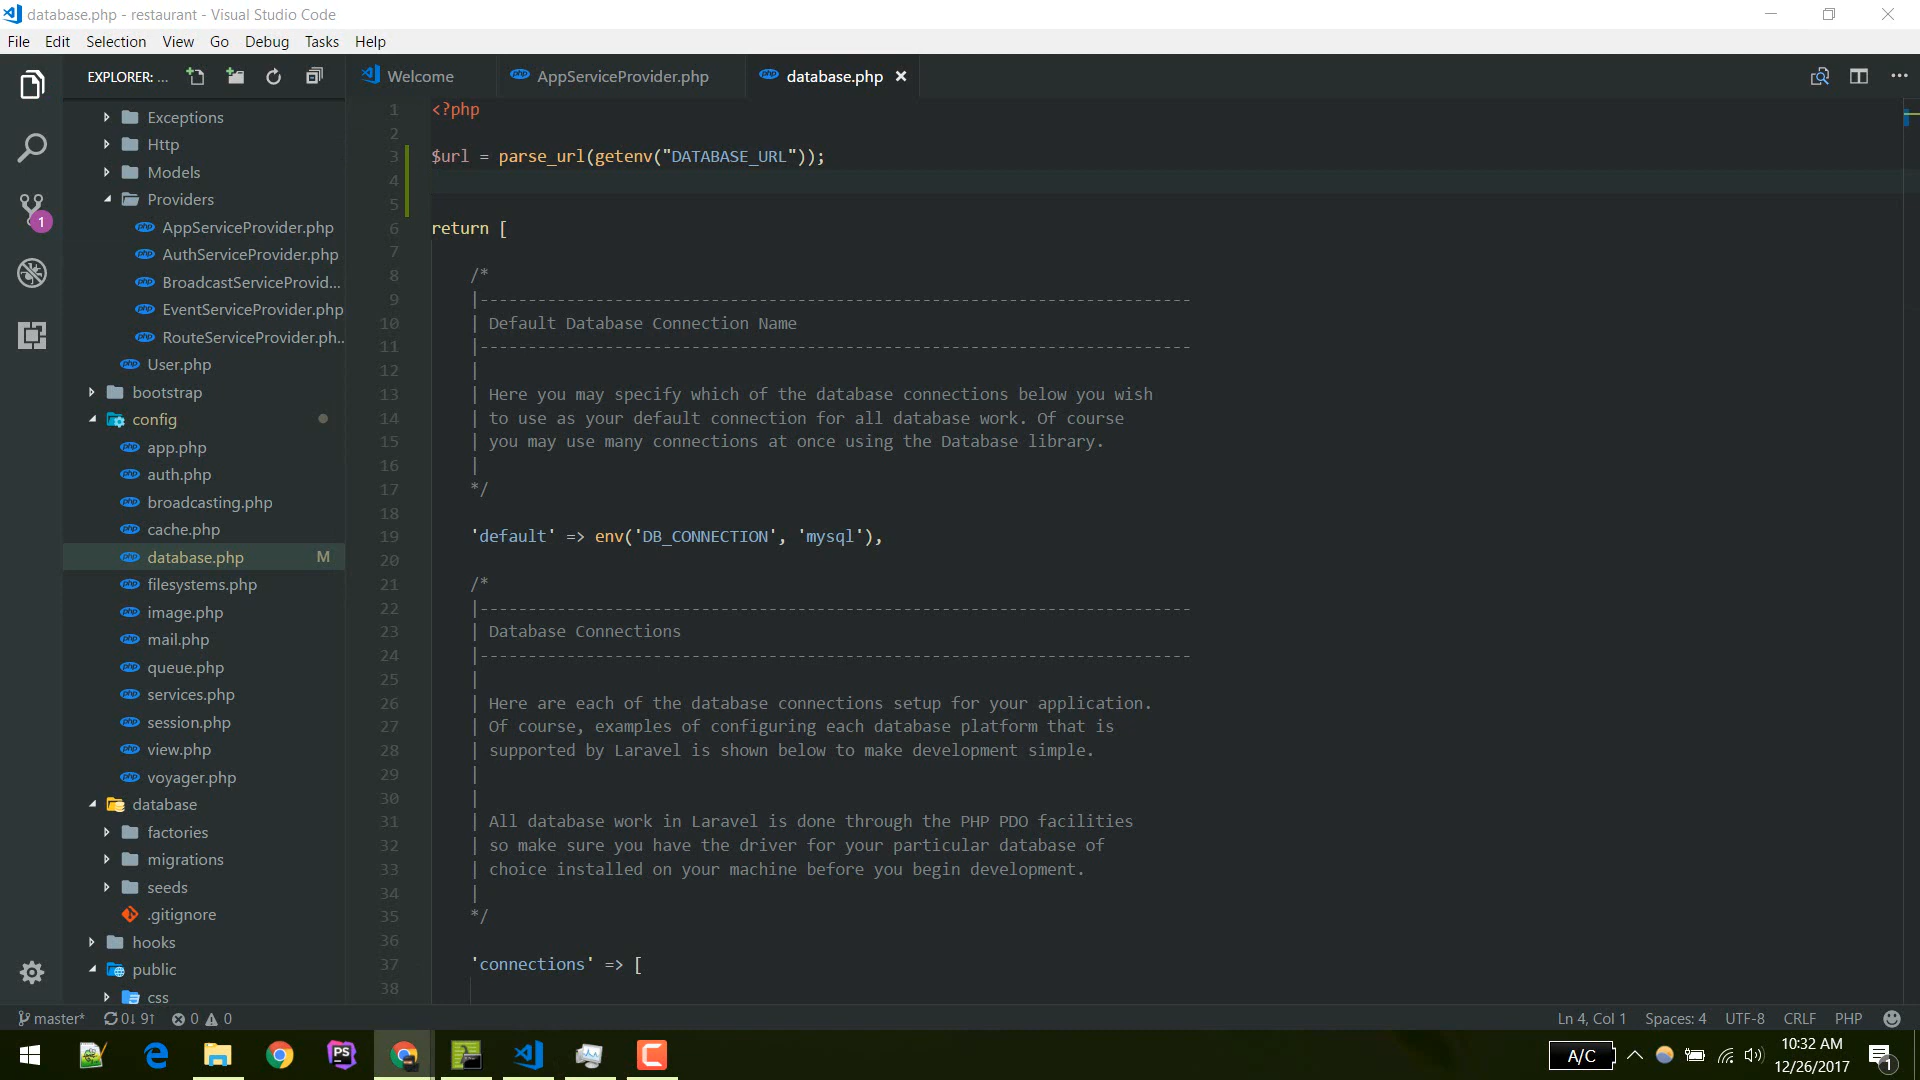 database.php - restaurant - Visual Studio Code
File Edit Selection View Go Debug Tasks Help
EXPLORER: ...
Welcome
AppServiceProvider.php
database.php
Exceptions
Http
Models
Providers
AppServiceProvider.php
AuthServiceProvider.php
BroadcastServiceProvid...
EventServiceProvider.php
RouteServiceProvider.ph..
User.php
bootstrap
config
app.php
auth.php
broadcasting.php
cache.php
database.php M
filesystems.php
image.php
mail.php
queue.php
services.php
session.php
view.php
voyager.php
database
factories
migrations
seeds
.gitignore
hooks
public
css
1
1 <?php
2
3 $url = parse_url(getenv("DATABASE_URL"));
4
5
6 return [
7
8 /*
9 |--------------------------------------------------------------------------
10 | Default Database Connection Name
11 |--------------------------------------------------------------------------
12 |
13 | Here you may specify which of the database connections below you wish
14 | to use as your default connection for all database work. Of course
15 | you may use many connections at once using the Database library.
16 |
17 */
18
19 'default' => env('DB_CONNECTION', 'mysql'),
20
21 /*
22 |--------------------------------------------------------------------------
23 | Database Connections
24 |--------------------------------------------------------------------------
25 |
26 | Here are each of the database connections setup for your application.
27 | Of course, examples of configuring each database platform that is
28 | supported by Laravel is shown below to make development simple.
29 |
30 |
31 | All database work in Laravel is done through the PHP PDO facilities
32 | so make sure you have the driver for your particular database of
33 | choice installed on your machine before you begin development.
34 |
35 */
36
37 'connections' => [
38
master* 0↓ 9↑ 0 0
Ln 4, Col 1 Spaces: 4 UTF-8 CRLF PHP
PS
A/C
10:32 AM
12/26/2017
1